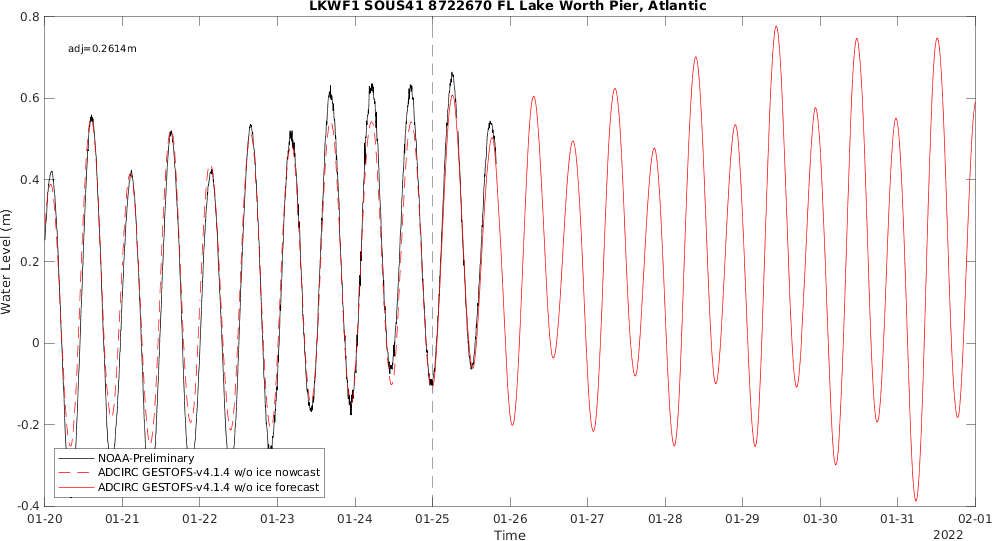 LKWF1 SOUS41 8722670 FL Lake Worth Pier, Atlantic
adj=0.2614m
Water Level (m)
0.8
0.6
0.4
0.2
0
-0.2
-0.4
NOAA-Preliminary
ADCIRC GESTOFS-v4.1.4 w/o ice nowcast
ADCIRC GESTOFS-v4.1.4 w/o ice forecast
01-20 01-21 01-22 01-23 01-24 01-25 01-26 01-27 01-28 01-29 01-30 01-31 02-01
Time
2022